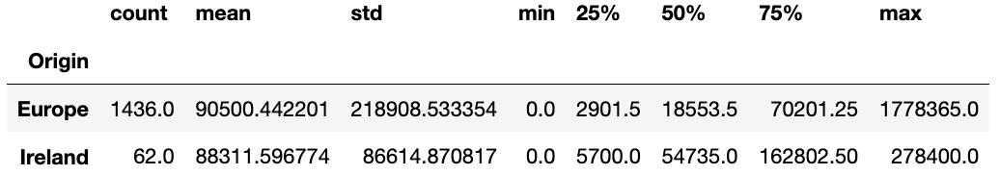 count mean std min 25% 50% 75% max
Origin
Europe 1436.0 90500.442201 218908.533354 0.0 2901.5 18553.5 70201.25 1778365.0
Ireland 62.0 88311.596774 86614.870817 0.0 5700.0 54735.0 162802.50 278400.0